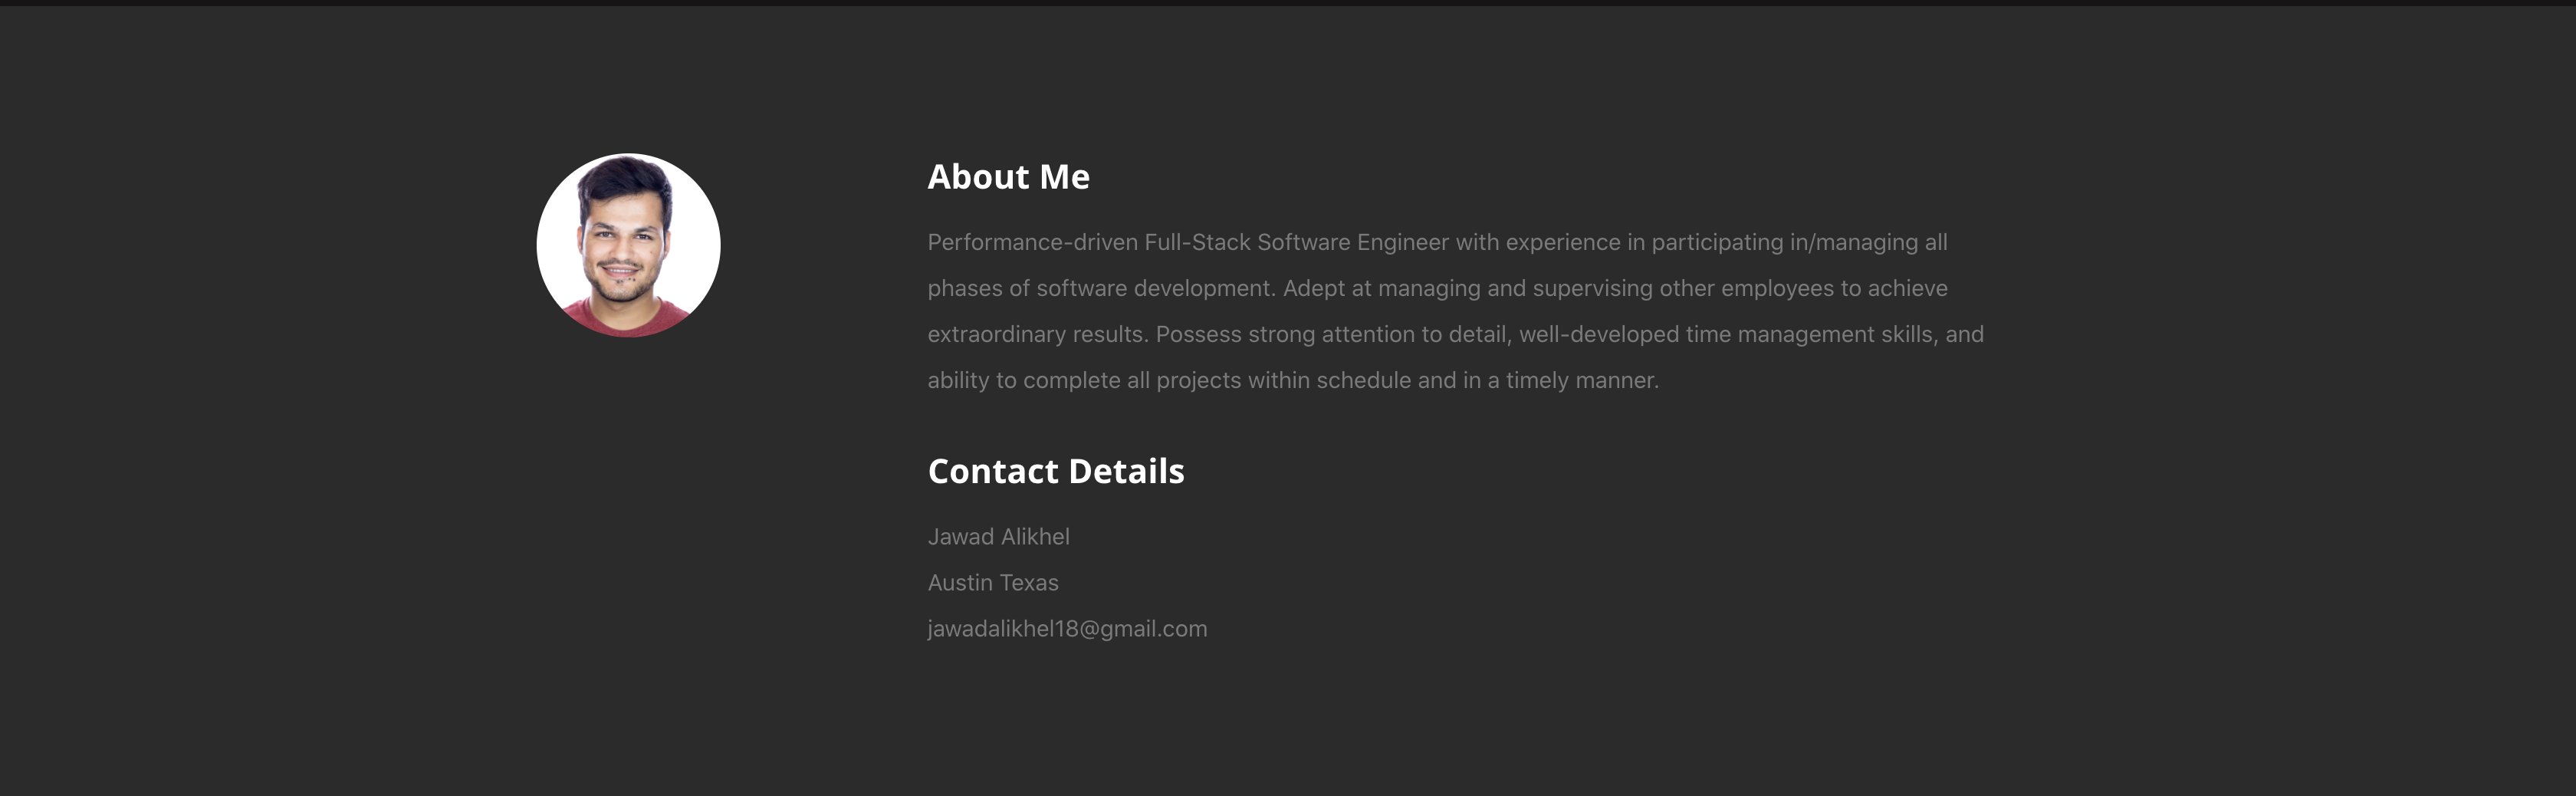 About Me
Performance-driven Full-Stack Software Engineer with experience in participating in/managing all
phases of software development. Adept at managing and supervising other employees to achieve
extraordinary results. Possess strong attention to detail, well-developed time management skills, and
ability to complete all projects within schedule and in a timely manner.
Contact Details
Jawad Alikhel
Austin Texas
jawadalikhel18@gmail.com